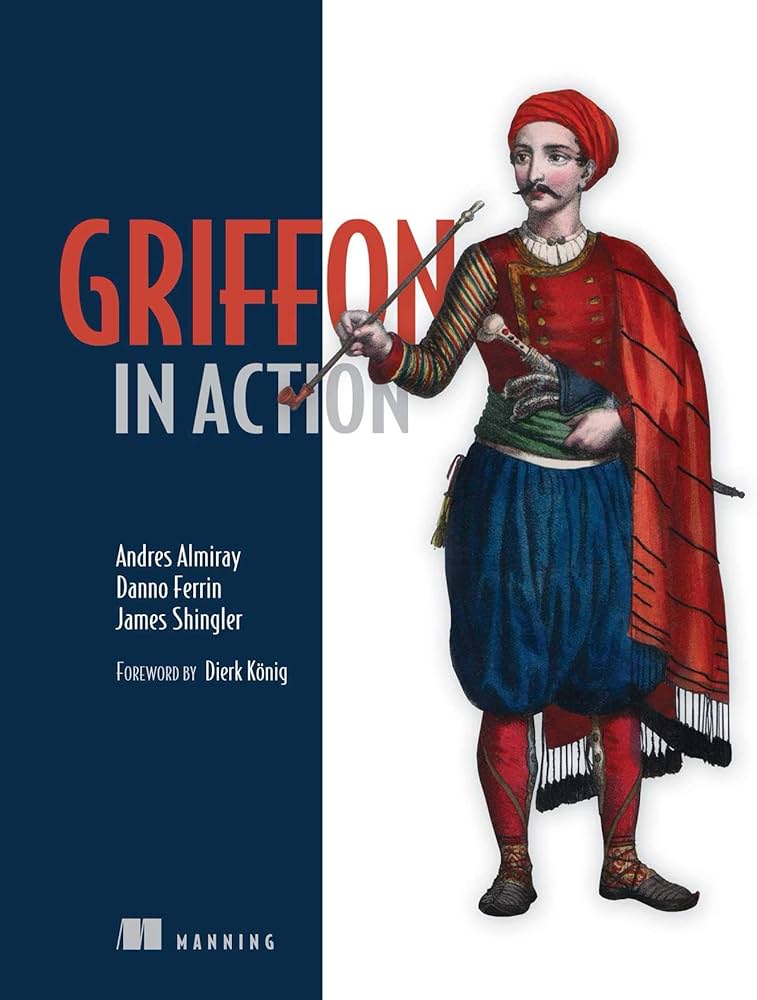 GRIFFON
IN ACTION
Andres Almiray
Danno Ferrin
James Shingler
FOREWORD BY Dierk König
MANNING